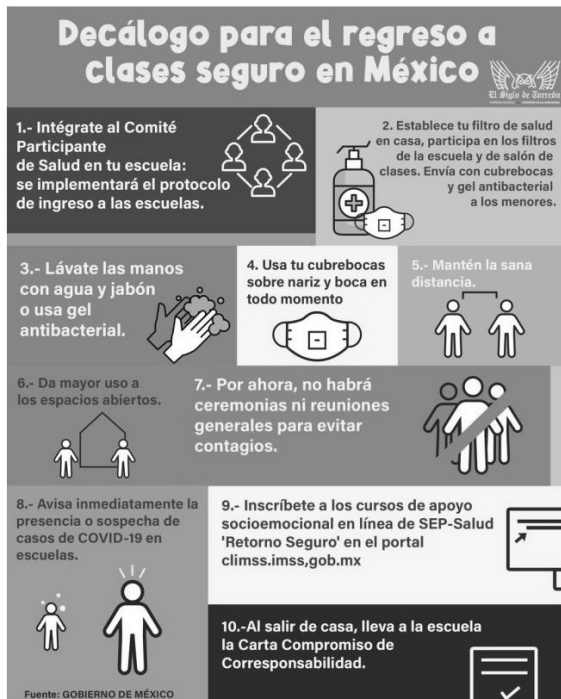 Decálogo para el regreso a
clases seguro en México
El Siglo de Torreón
1.- Intégrate al Comité
Participante
de Salud en tu escuela:
se implementará el protocolo
de ingreso a las escuelas.
2. Establece tu filtro de salud
en casa, participa en los filtros
de la escuela y de salón de
clases. Envía con cubrebocas
y gel antibacterial
a los menores.
3.- Lávate las manos
con agua y jabón
o usa gel
antibacterial.
4. Usa tu cubrebocas
sobre nariz y boca en
todo momento
5.- Mantén la sana
distancia.
6.- Da mayor uso a
los espacios abiertos.
7.- Por ahora, no habrá
ceremonias ni reuniones
generales para evitar
contagios.
8.- Avisa inmediatamente la
presencia o sospecha de
casos de COVID-19 en
escuelas.
9.- Inscríbete a los cursos de apoyo
socioemocional en línea de SEP-Salud
'Retorno Seguro' en el portal
climss.imss,gob.mx
10.-Al salir de casa, lleva a la escuela
la Carta Compromiso de
Corresponsabilidad.
Fuente: GOBIERNO DE MÉXICO